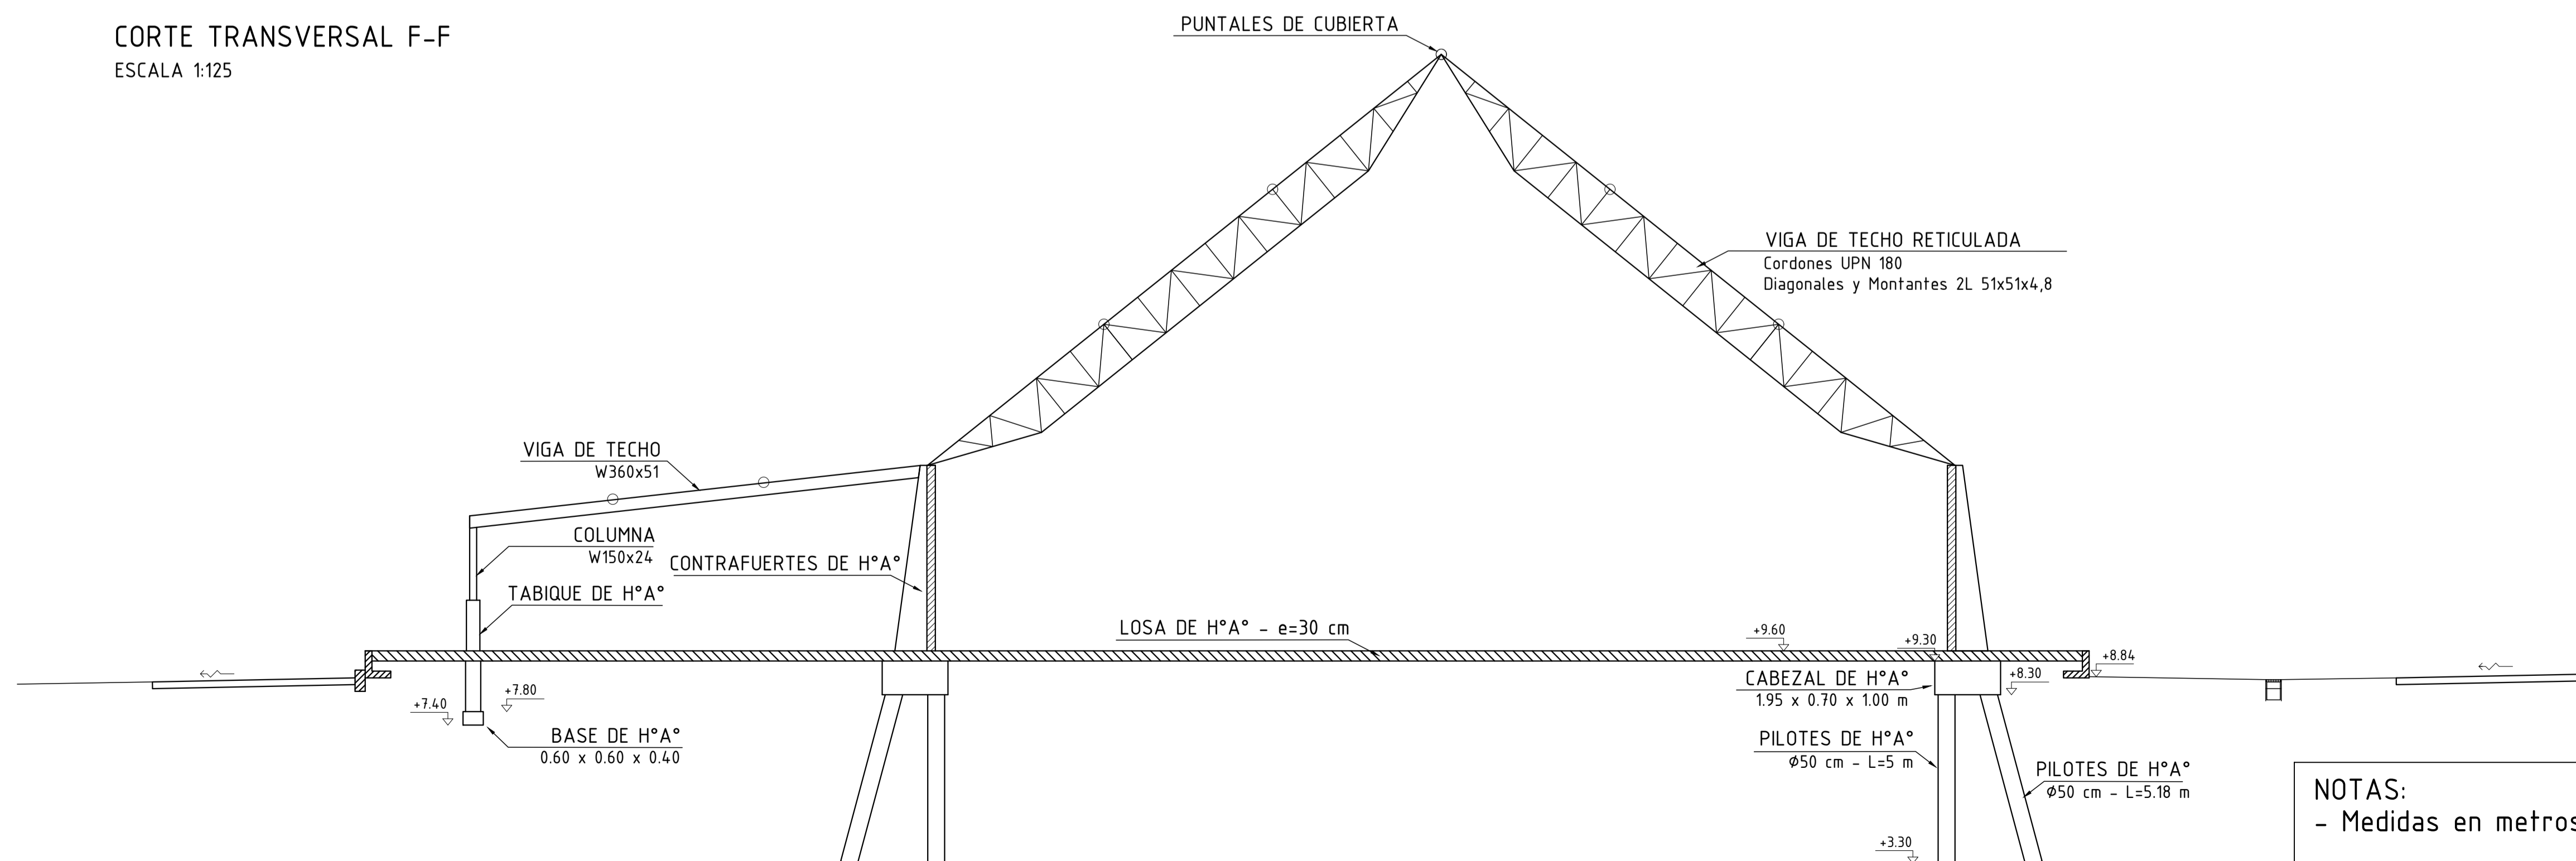 CORTE TRANSVERSAL F-F
ESCALA 1:125
PUNTALES DE CUBIERTA
VIGA DE TECHO RETICULADA
Cordones UPN 180
Diagonales y Montantes 2L 51x51x4,8
VIGA DE TECHO
W360x51
COLUMNA
W150x24
CONTRAFUERTES DE H°A°
TABIQUE DE H°A°
LOSA DE H°A° - e=30 cm
+9.60
+9.30
+8.84
+8.30
CABEZAL DE H°A°
1.95 x 0.70 x 1.00 m
+7.80
+7.40
BASE DE H°A°
0.60 x 0.60 x 0.40
PILOTES DE H°A°
Ø50 cm - L=5 m
PILOTES DE H°A°
Ø50 cm - L=5.18 m
+3.30
NOTAS:
- Medidas en metros